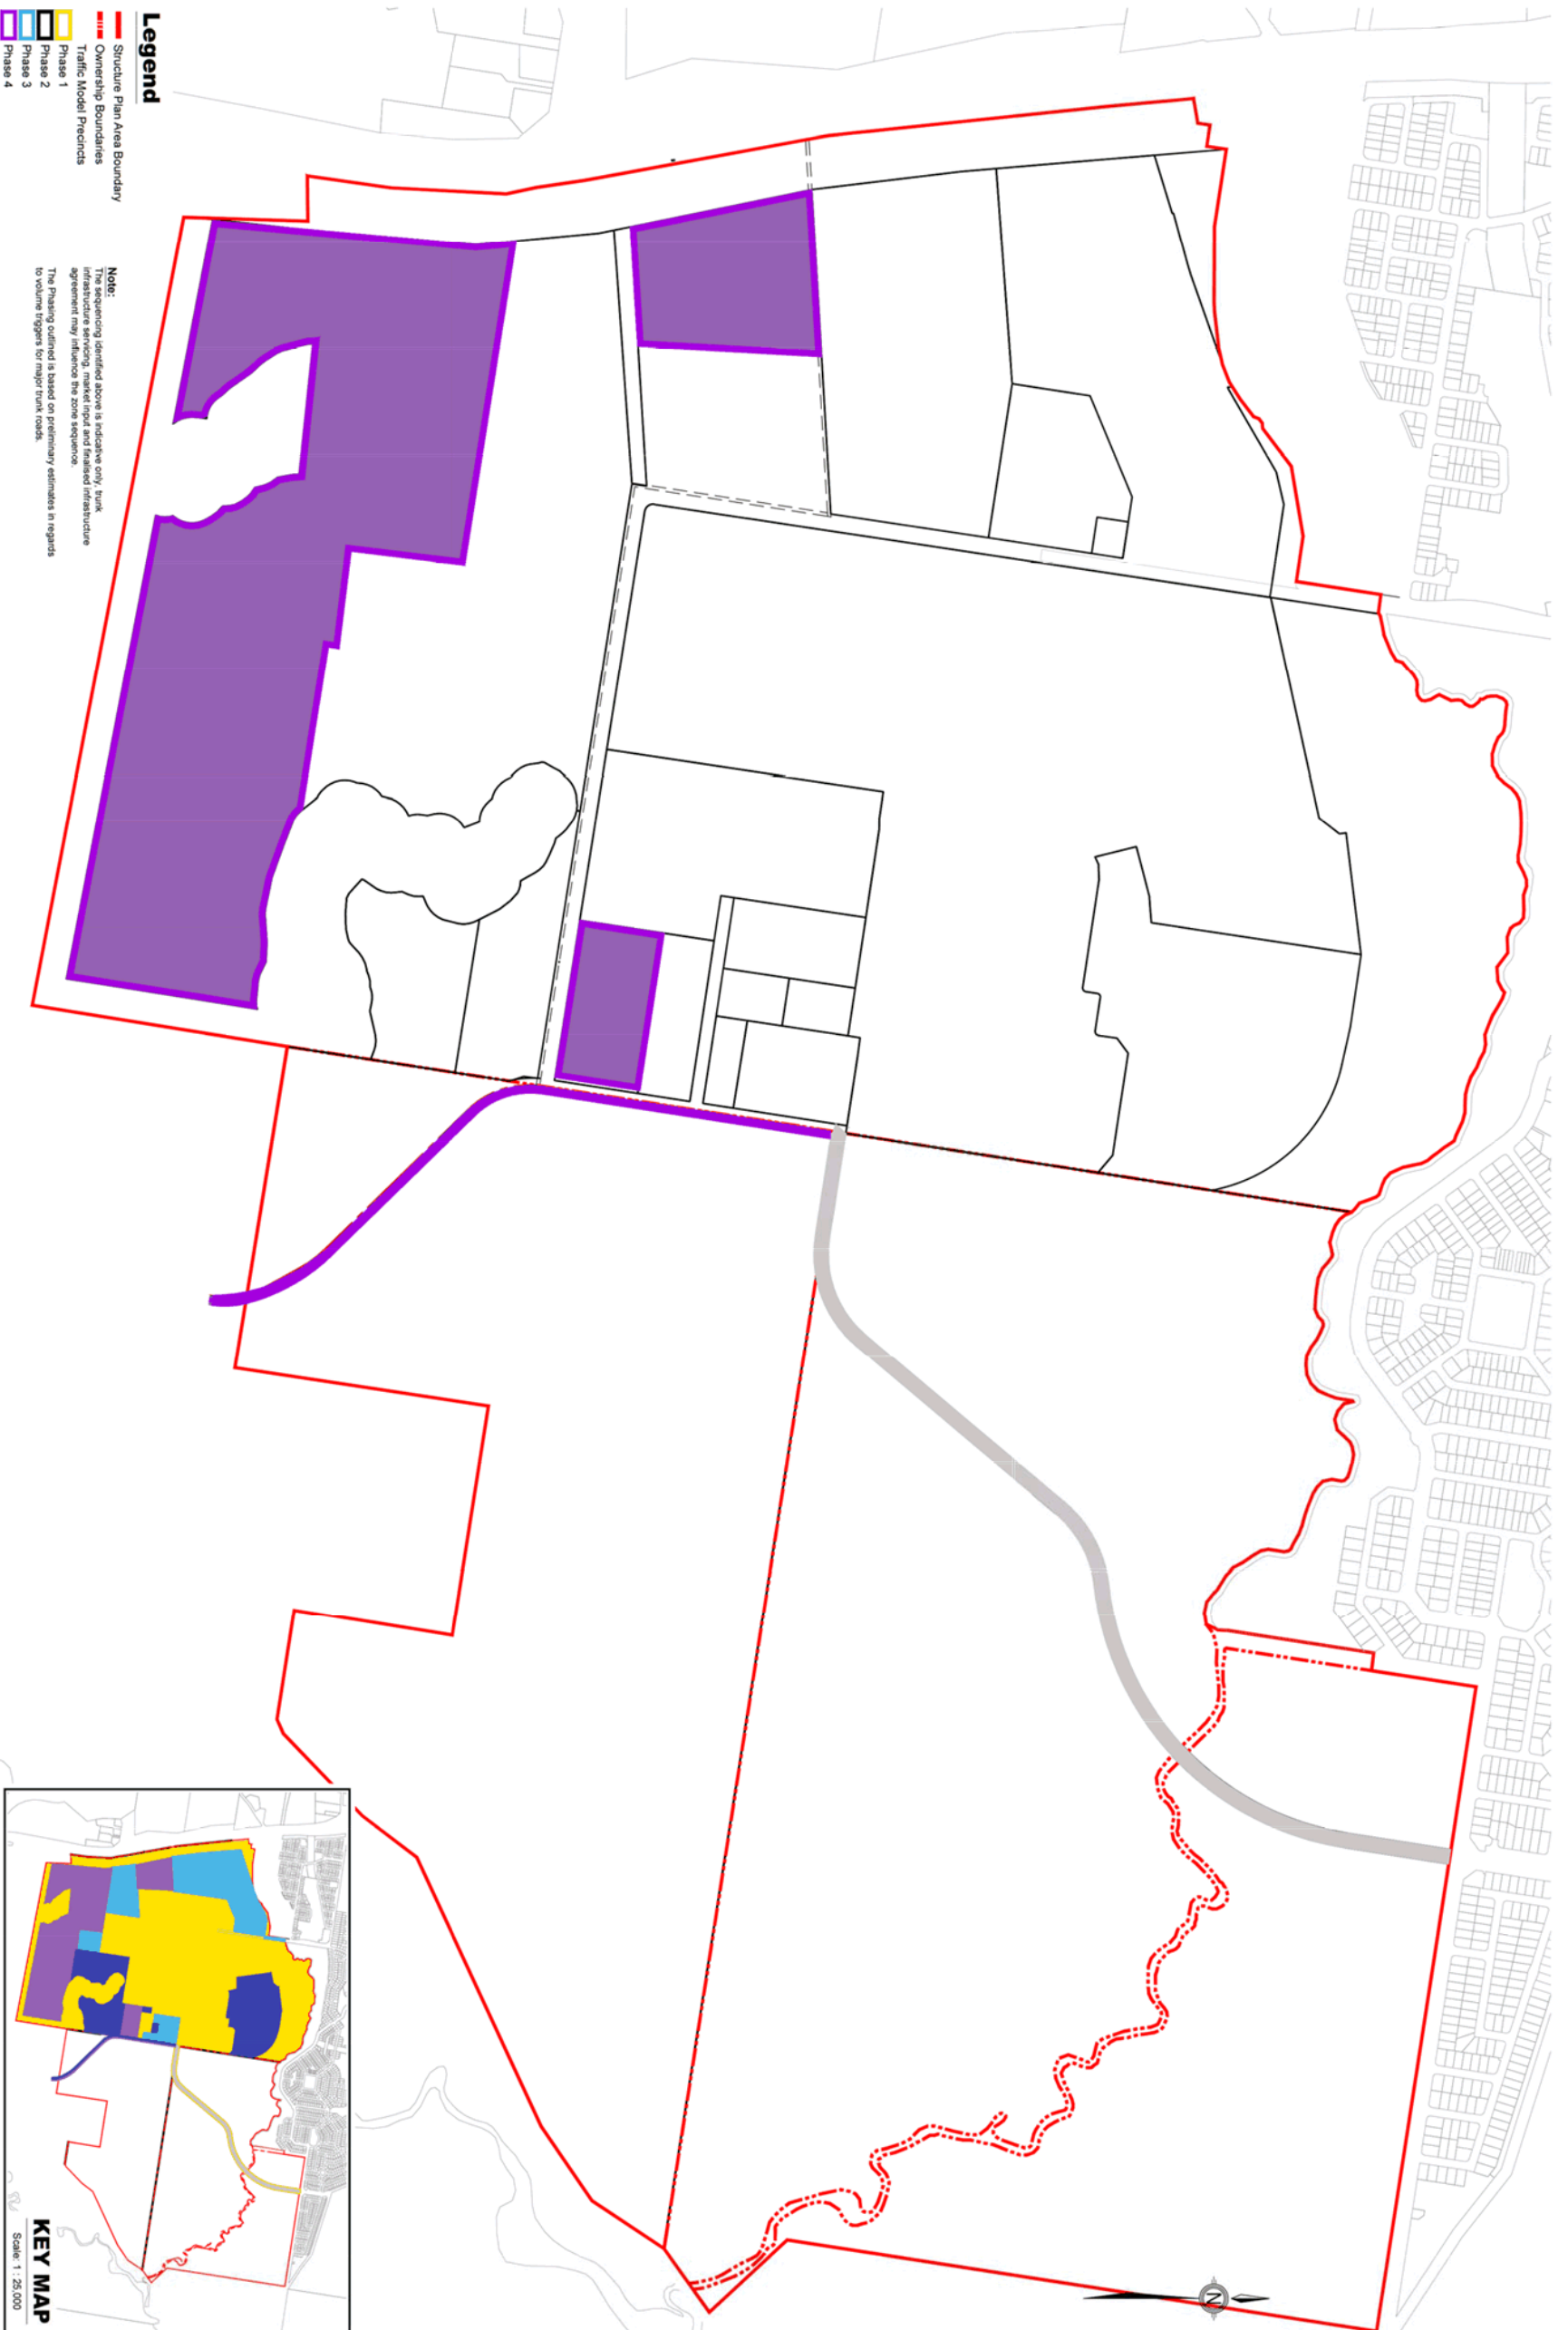 Legend
Structure Plan Area Boundary
Ownership Boundaries
Traffic Model Precincts
Phase 1
Phase 2
Phase 3
Phase 4
Note:
The sequencing identified above is indicative only, trunk
infrastructure servicing, market input and finalised infrastructure
agreement may influence the zone sequence.
The Phasing outlined is based on preliminary estimates in regards
to volume triggers for major trunk roads.
N
KEY MAP
Scale: 1 : 25,000